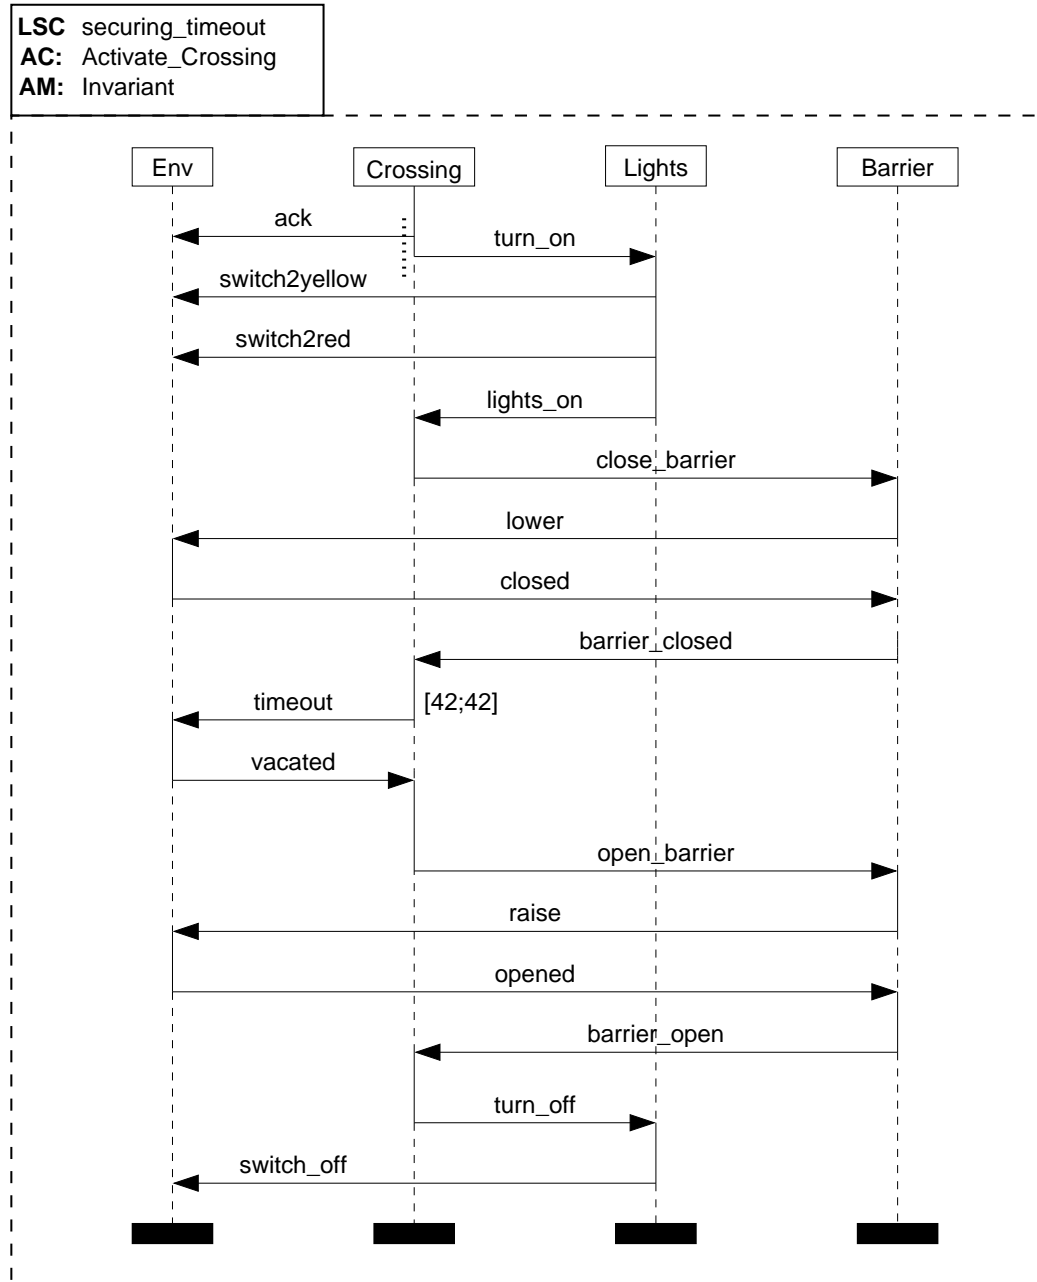 LSC securing_timeout
AC: Activate_Crossing
AM: Invariant
Env Crossing Lights Barrier
ack
turn_on
switch2yellow
switch2red
lights_on
close_barrier
lower
closed
barrier_closed
timeout [42;42]
vacated
open_barrier
raise
opened
barrier_open
turn_off
switch_off